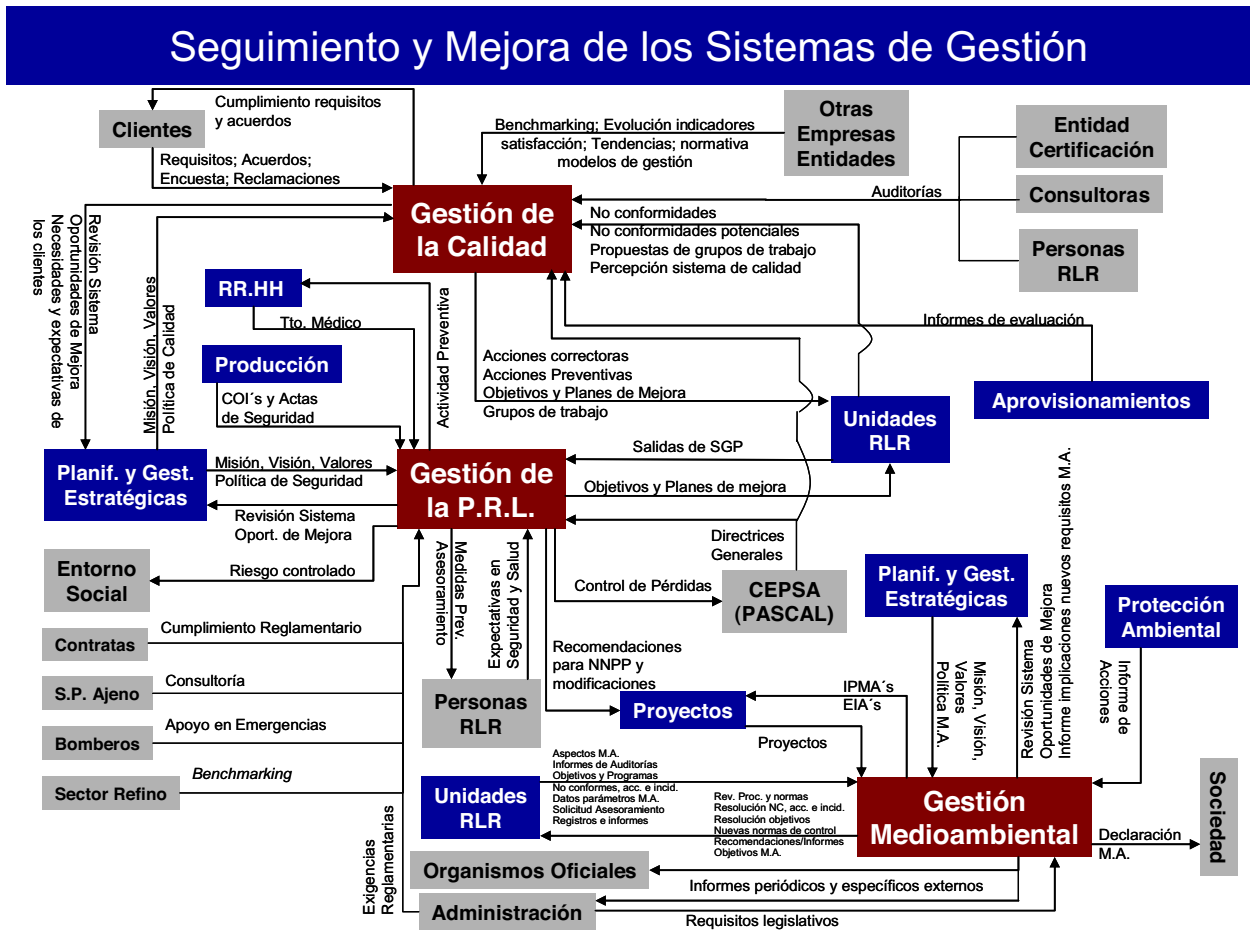 Seguimiento y Mejora de los Sistemas de Gestión
Clientes
Cumplimiento requisitos
y acuerdos
Requisitos; Acuerdos;
Encuesta; Reclamaciones
Benchmarking; Evolución indicadores
satisfacción; Tendencias; normativa
modelos de gestión
Otras
Empresas
Entidades
Entidad
Certificación
Consultoras
Personas
RLR
Auditorías
Gestión de
la Calidad
No conformidades
No conformidades potenciales
Propuestas de grupos de trabajo
Percepción sistema de calidad
Revisión Sistema
Oportunidades de Mejora
Necesidades y expectativas de
los clientes
Misión, Visión, Valores
Política de Calidad
RR.HH
Tto. Médico
Actividad Preventiva
Producción
COI´s y Actas
de Seguridad
Acciones correctoras
Acciones Preventivas
Objetivos y Planes de Mejora
Grupos de trabajo
Informes de evaluación
Aprovisionamientos
Unidades
RLR
Salidas de SGP
Objetivos y Planes de mejora
Planif. y Gest.
Estratégicas
Misión, Visión, Valores
Política de Seguridad
Revisión Sistema
Oport. de Mejora
Gestión de
la P.R.L.
Directrices
Generales
Entorno
Social
Riesgo controlado
Medidas Prev.
Asesoramiento
Expectativas en
Seguridad y Salud
Control de Pérdidas
CEPSA
(PASCAL)
Planif. y Gest.
Estratégicas
Protección
Ambiental
Contratas
Cumplimiento Reglamentario
S.P. Ajeno
Consultoría
Bomberos
Apoyo en Emergencias
Sector Refino
Benchmarking
Exigencias
Reglamentarias
Personas
RLR
Recomendaciones
para NNPP y
modificaciones
Proyectos
IPMA´s
EIA´s
Proyectos
Misión, Visión,
Valores
Política M.A.
Revisión Sistema
Oportunidades de Mejora
Informe implicaciones nuevos requisitos M.A.
Informe de
Acciones
Unidades
RLR
Aspectos M.A.
Informes de Auditorías
Objetivos y Programas
No conformes, acc. e incid.
Datos parámetros M.A.
Solicitud Asesoramiento
Registros e informes
Rev. Proc. y normas
Resolución NC, acc. e incid.
Resolución objetivos
Nuevas normas de control
Recomendaciones/Informes
Objetivos M.A.
Gestión
Medioambiental
Declaración
M.A.
Sociedad
Organismos Oficiales
Informes periódicos y específicos externos
Administración
Requisitos legislativos